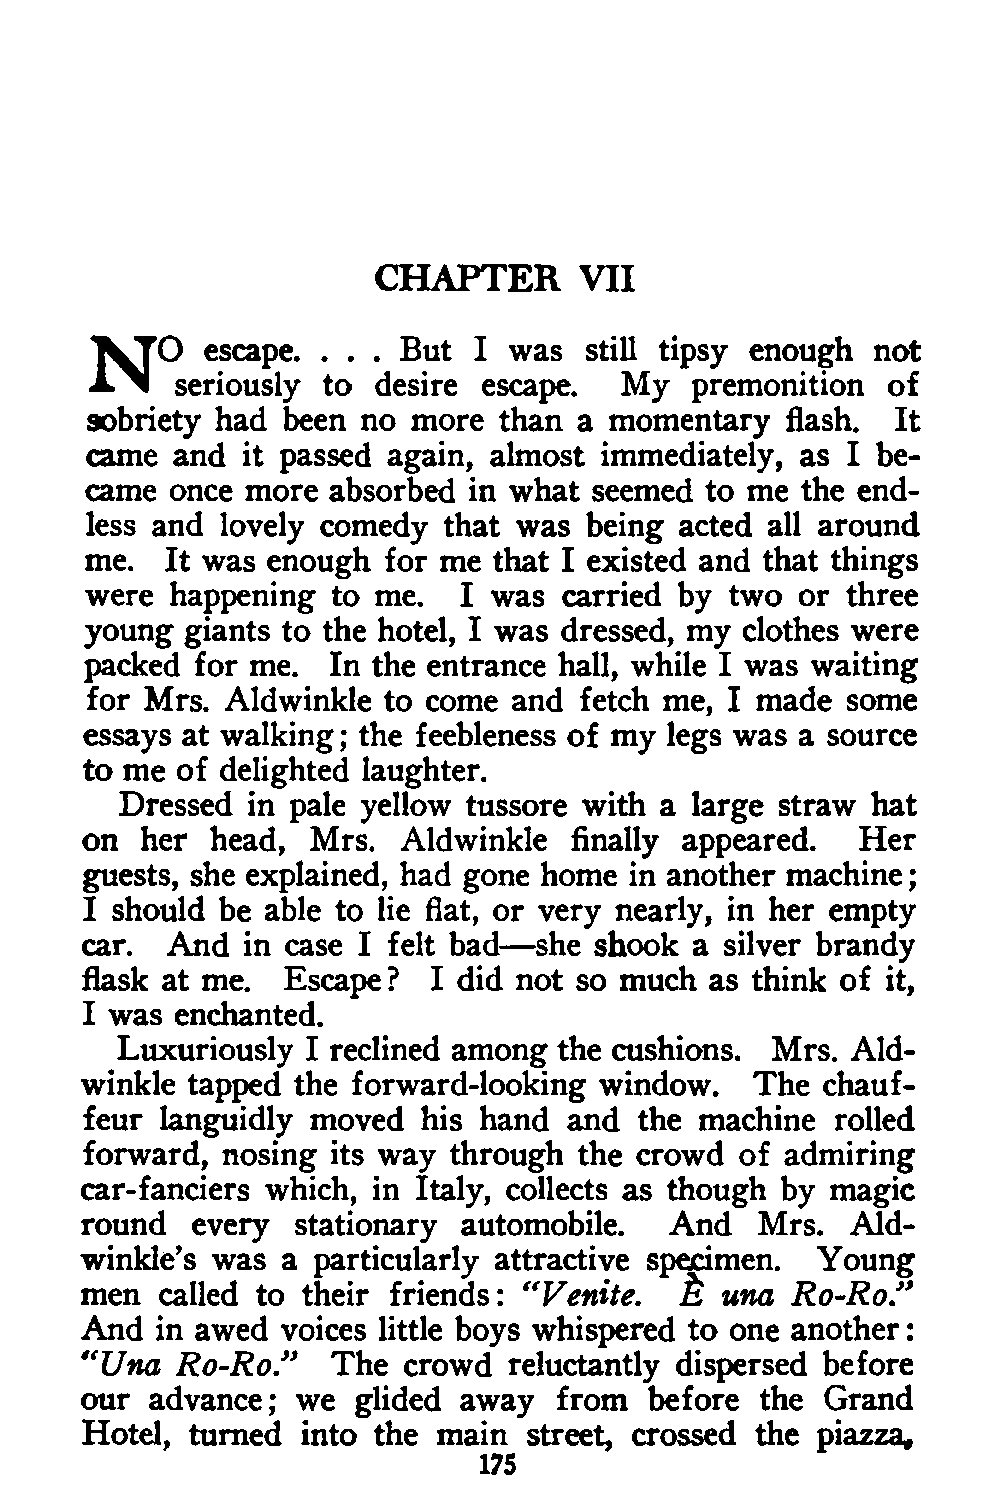 CHAPTER VII
NO escape. . . . But I was still tipsy enough not
seriously to desire escape. My premonition of
sobriety had been no more than a momentary flash. It
came and it passed again, almost immediately, as I be-
came once more absorbed in what seemed to me the end-
less and lovely comedy that was being acted all around
me. It was enough for me that I existed and that things
were happening to me. I was carried by two or three
young giants to the hotel, I was dressed, my clothes were
packed for me. In the entrance hall, while I was waiting
for Mrs. Aldwinkle to come and fetch me, I made some
essays at walking; the feebleness of my legs was a source
to me of delighted laughter.
Dressed in pale yellow tussore with a large straw hat
on her head, Mrs. Aldwinkle finally appeared. Her
guests, she explained, had gone home in another machine;
I should be able to lie flat, or very nearly, in her empty
car. And in case I felt bad—she shook a silver brandy
flask at me. Escape? I did not so much as think of it,
I was enchanted.
Luxuriously I reclined among the cushions. Mrs. Ald-
winkle tapped the forward-looking window. The chauf-
feur languidly moved his hand and the machine rolled
forward, nosing its way through the crowd of admiring
car-fanciers which, in Italy, collects as though by magic
round every stationary automobile. And Mrs. Ald-
winkle's was a particularly attractive specimen. Young
men called to their friends: "Venite. È una Ro-Ro."
And in awed voices little boys whispered to one another:
"Una Ro-Ro." The crowd reluctantly dispersed before
our advance; we glided away from before the Grand
Hotel, turned into the main street, crossed the piazza,
175